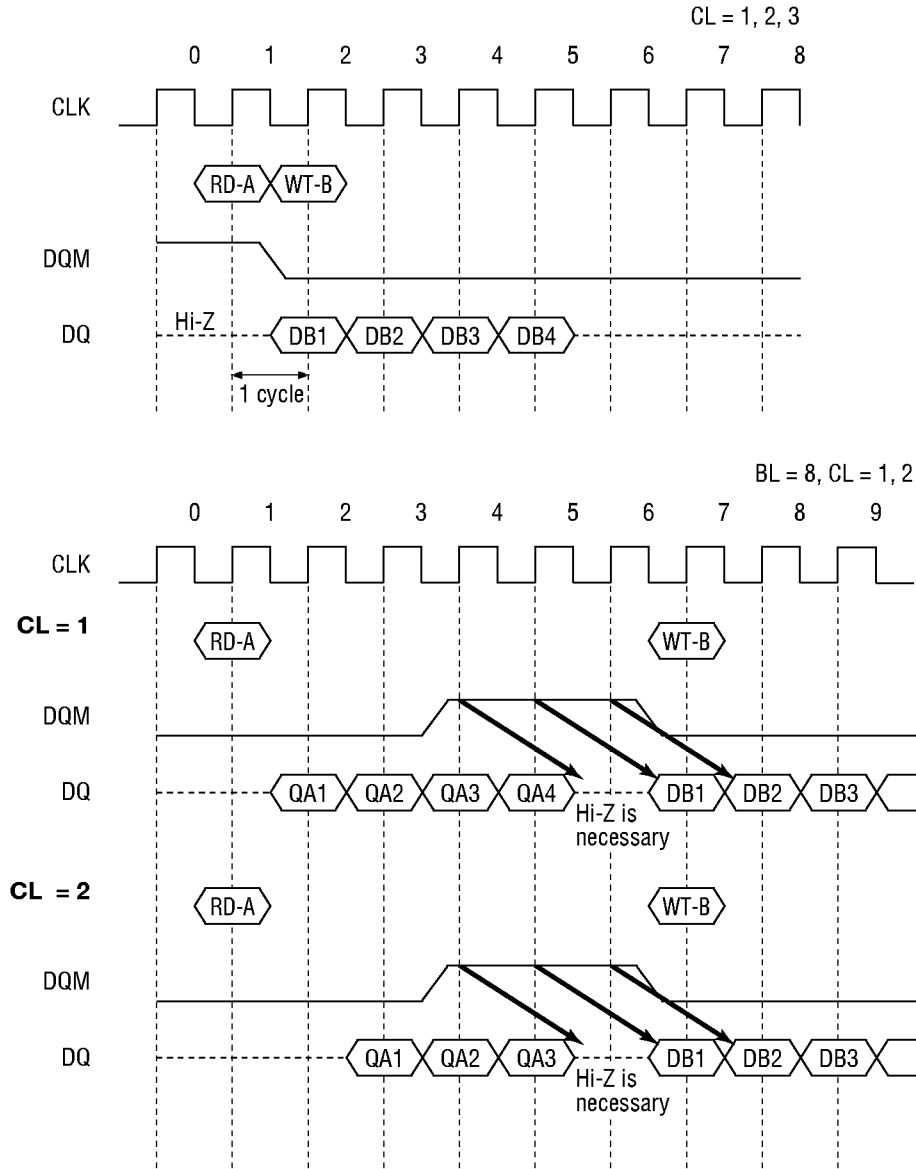 CL = 1, 2, 3
0 1 2 3 4 5 6 7 8
CLK
RD-A WT-B
DQM
Hi-Z
DQ DB1 DB2 DB3 DB4
1 cycle
BL = 8, CL = 1, 2
0 1 2 3 4 5 6 7 8 9
CLK
CL = 1
RD-A WT-B
DQM
DQ QA1 QA2 QA3 QA4 DB1 DB2 DB3
Hi-Z is
necessary
CL = 2
RD-A WT-B
DQM
DQ QA1 QA2 QA3 DB1 DB2 DB3
Hi-Z is
necessary